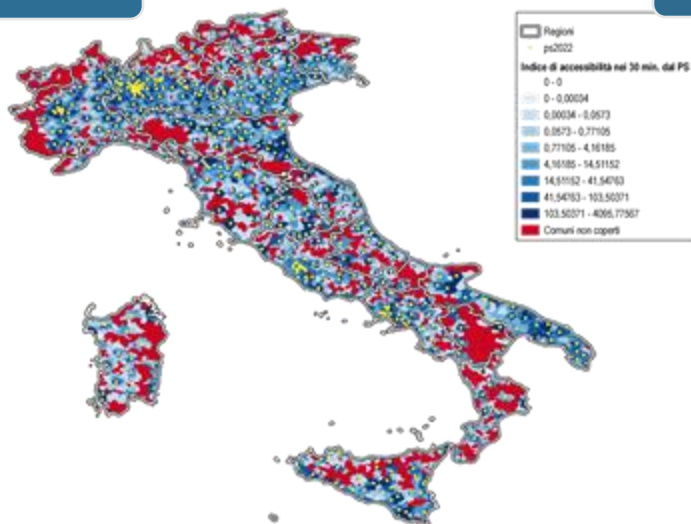 Regioni
ps2022
Indice di accessibilità nei 30 min. dal PS
0 - 0
0 - 0,00034
0,00034 - 0,0573
0,0573 - 0,77105
0,77105 - 4,16185
4,16185 - 14,51152
14,51152 - 41,54763
41,54763 - 103,50371
103,50371 - 4095,77567
Comuni non coperti